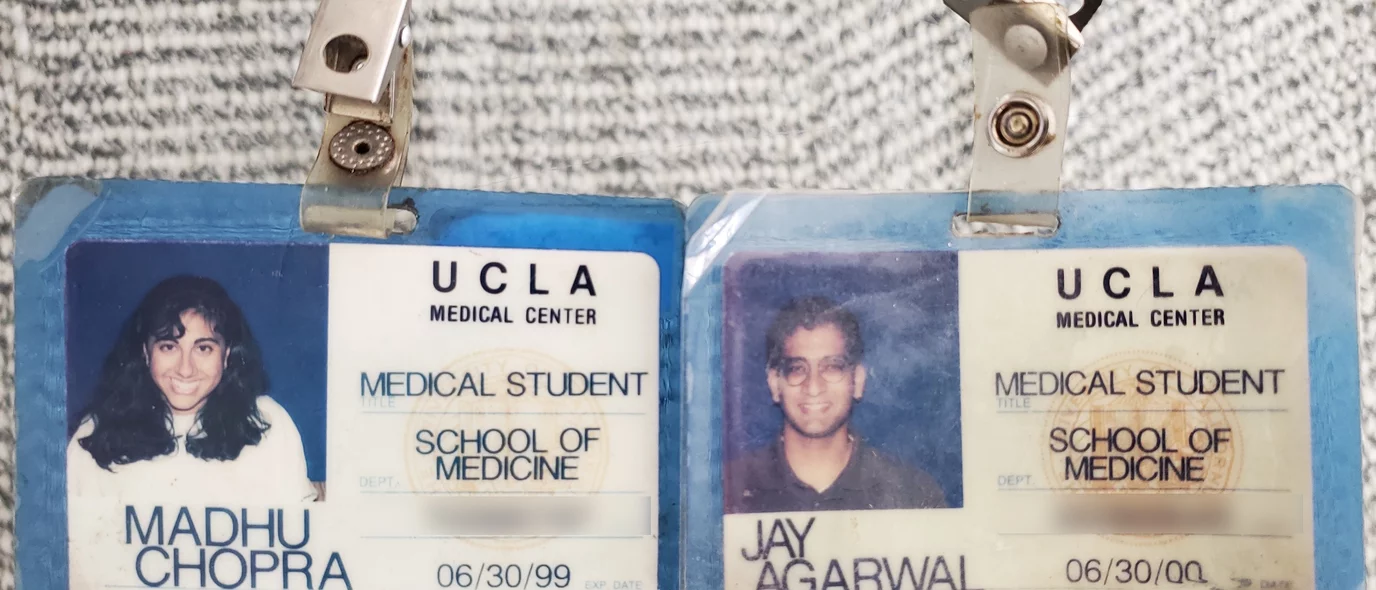 UCLA
MEDICAL CENTER
MEDICAL STUDENT
TITLE
SCHOOL OF
MEDICINE
DEPT.
MADHU
CHOPRA
06/30/99
EXP. DATE
UCLA
MEDICAL CENTER
MEDICAL STUDENT
TITLE
SCHOOL OF
MEDICINE
DEPT.
JAY
AGARWAL
06/30/00
DATE